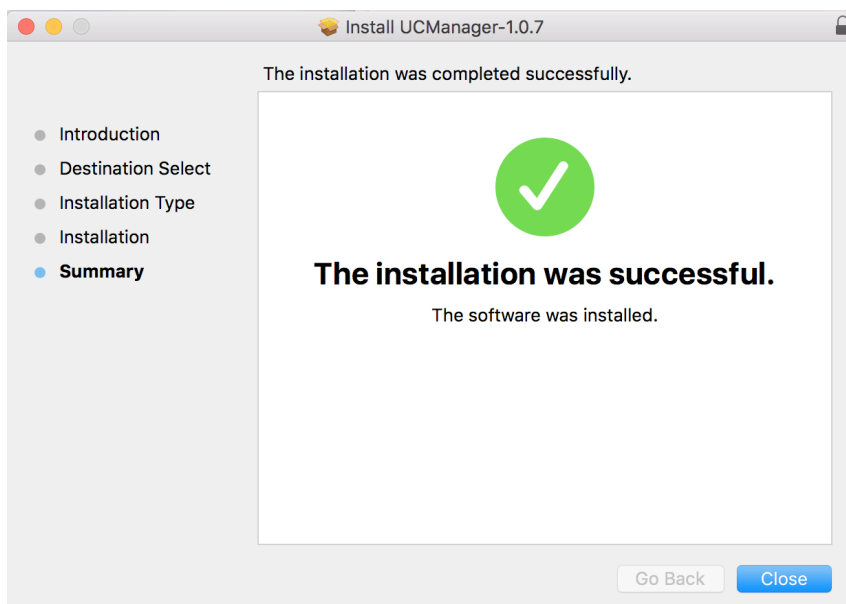 Install UCManager-1.0.7
The installation was completed successfully.
Introduction
Destination Select
Installation Type
Installation
Summary
The installation was successful.
The software was installed.
Go Back
Close